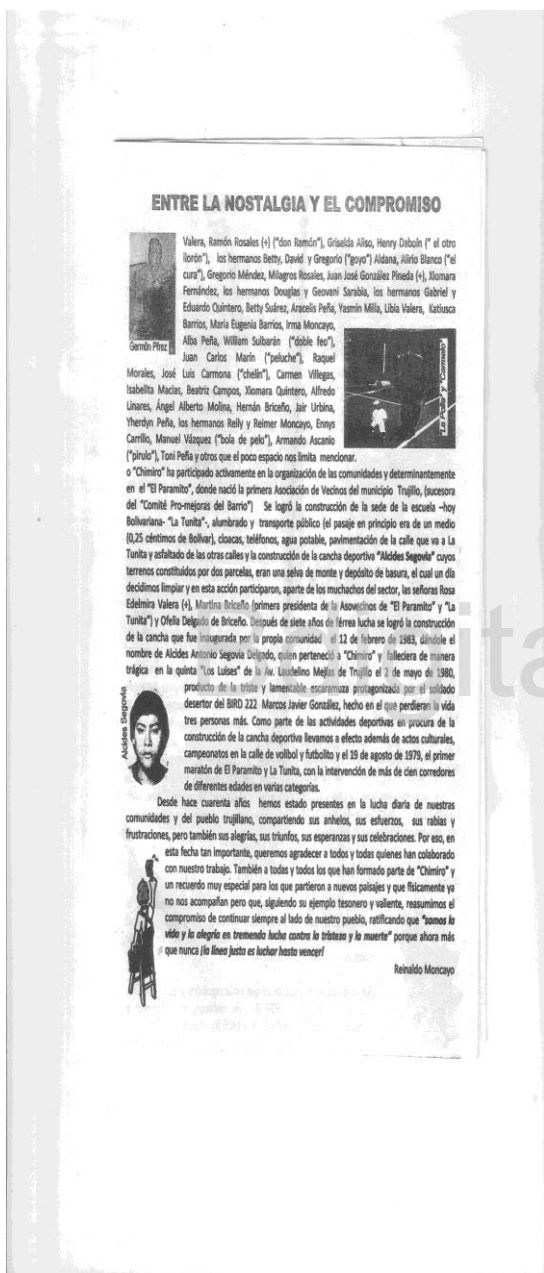 ENTRE LA NOSTALGIA Y EL COMPROMISO
Valera, Ramón Rosales (+) ("don Ramón"), Griselda Aliso, Henry Daboin (" el otro
llorón"), los hermanos Betty, David y Gregorio ("goyo") Aldana, Alirio Blanco ("el
cura"), Gregorio Méndez, Milagros Rosales, Juan José González Pineda (+), Xiomara
Fernández, los hermanos Douglas y Geovani Sarabia, los hermanos Gabriel y
Eduardo Quintero, Betty Suárez, Aracelis Peña, Yasmin Milla, Libia Valera, Katiusca
Barrios, María Eugenia Barrios, Irma Moncayo,
Germán Pírez
Alba Peña, William Sulbarán ("doble feo"),
Juan Carlos Marín ("peluche"), Raquel
Morales, José Luis Carmona ("chelín"), Carmen Villegas,
Isabelita Macias, Beatriz Campos, Xiomara Quintero, Alfredo
Linares, Ángel Alberto Molina, Hernán Briceño, Jair Urbina,
Yherdyn Peña, los hermanos Reily y Reimer Moncayo, Ennys
Carrillo, Manuel Vázquez ("bola de pelo"), Armando Ascanio
("pirulo"), Toni Peña y otros que el poco espacio nos limita mencionar.
"La Polla" y "Carmelo"
o "Chimiro" ha participado activamente en la organización de las comunidades y determinantemente
en el "El Paramito", donde nació la primera Asociación de Vecinos del municipio Trujillo, (sucesora
del "Comité Pro-mejoras del Barrio") Se logró la construcción de la sede de la escuela –hoy
Bolivariana- "La Tunita"-, alumbrado y transporte público (el pasaje en principio era de un medio
(0,25 céntimos de Bolívar), cloacas, teléfonos, agua potable, pavimentación de la calle que va a La
Tunita y asfaltado de las otras calles y la construcción de la cancha deportiva "Alcides Segovia" cuyos
terrenos constituidos por dos parcelas, eran una selva de monte y depósito de basura, el cual un día
decidimos limpiar y en esta acción participaron, aparte de los muchachos del sector, las señoras Rosa
Edelmira Valera (+), Martina Briceño (primera presidenta de la Asovecinos de "El Paramito" y "La
Tunita") y Ofelia Delgado de Briceño. Después de siete años de férrea lucha se logró la construcción
de la cancha que fue inaugurada por la propia comunidad el 12 de febrero de 1983, dándole el
nombre de Alcides Antonio Segovia Delgado, quien perteneció a "Chimiro" y falleciera de manera
trágica en la quinta "Los Luises" de la Av. Laudelino Mejías de Trujillo el 2 de mayo de 1980,
producto de la triste y lamentable escaramuza protagonizada por el soldado
desertor del BIRD 222 Marcos Javier González, hecho en el que perdieran la vida
tres personas más. Como parte de las actividades deportivas en procura de la
construcción de la cancha deportiva llevamos a efecto además de actos culturales,
campeonatos en la calle de volibol y futbolito y el 19 de agosto de 1979, el primer
maratón de El Paramito y La Tunita, con la intervención de más de cien corredores
de diferentes edades en varias categorías.
Alcides Segovia
Desde hace cuarenta años hemos estado presentes en la lucha diaria de nuestras
comunidades y del pueblo trujillano, compartiendo sus anhelos, sus esfuerzos, sus rabias y
frustraciones, pero también sus alegrías, sus triunfos, sus esperanzas y sus celebraciones. Por eso, en
esta fecha tan importante, queremos agradecer a todos y todas quienes han colaborado
con nuestro trabajo. También a todas y todos los que han formado parte de "Chimiro" y
un recuerdo muy especial para los que partieron a nuevos paisajes y que físicamente ya
no nos acompañan pero que, siguiendo su ejemplo tesonero y valiente, reasumimos el
compromiso de continuar siempre al lado de nuestro pueblo, ratificando que "somos la
vida y la alegría en tremenda lucha contra la tristeza y la muerte" porque ahora más
que nunca ¡la línea justa es luchar hasta vencer!
Reinaldo Moncayo